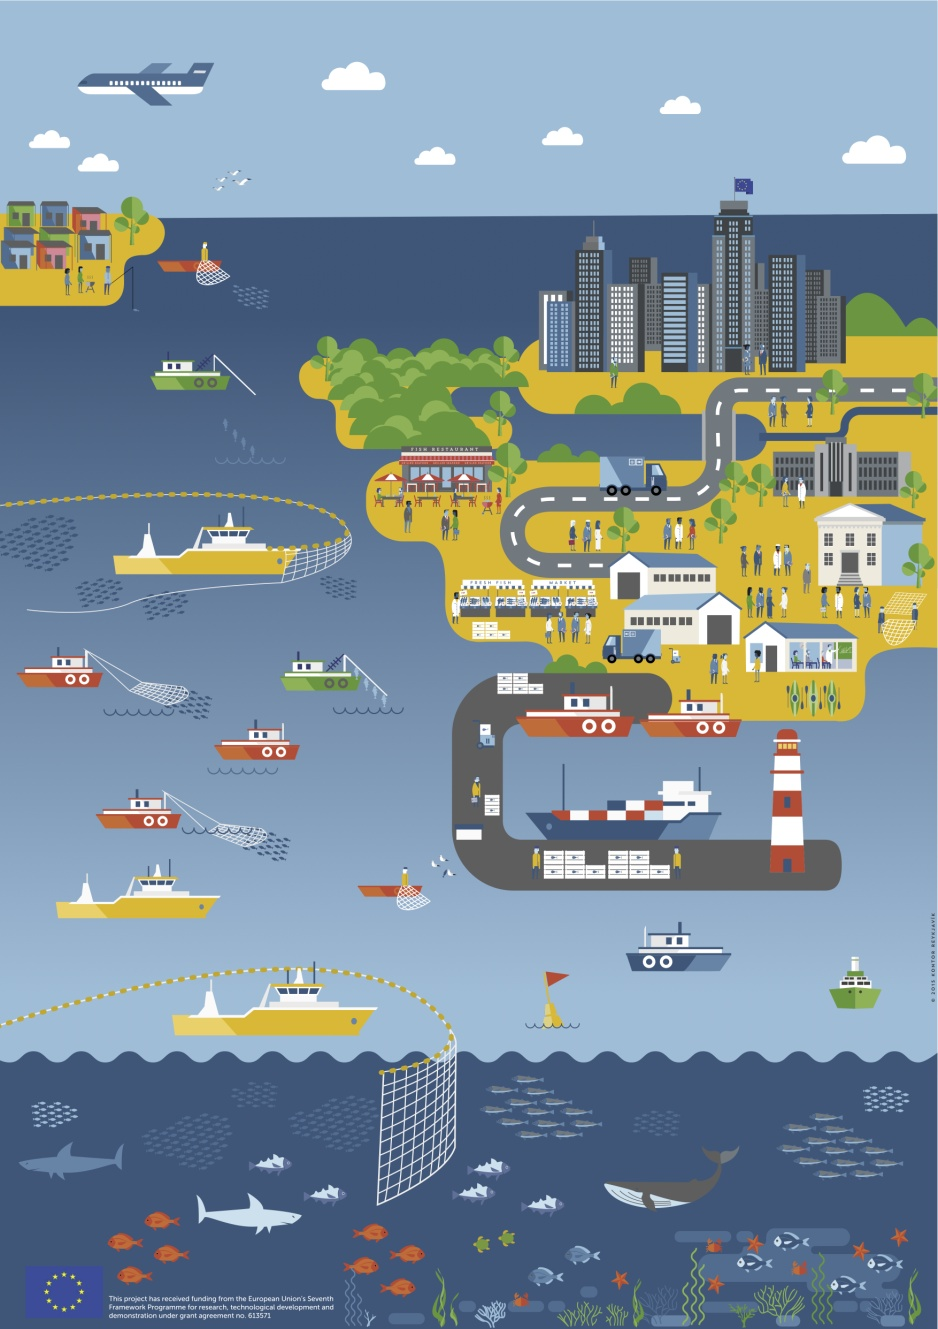 FISH RESTAURANT
FRESH FISH
MARKET
© 2015 KONTOR REYKJAVÍK
This project has received funding from the European Union's Seventh
Framework Programme for research, technological development and
demonstration under grant agreement no. 613571